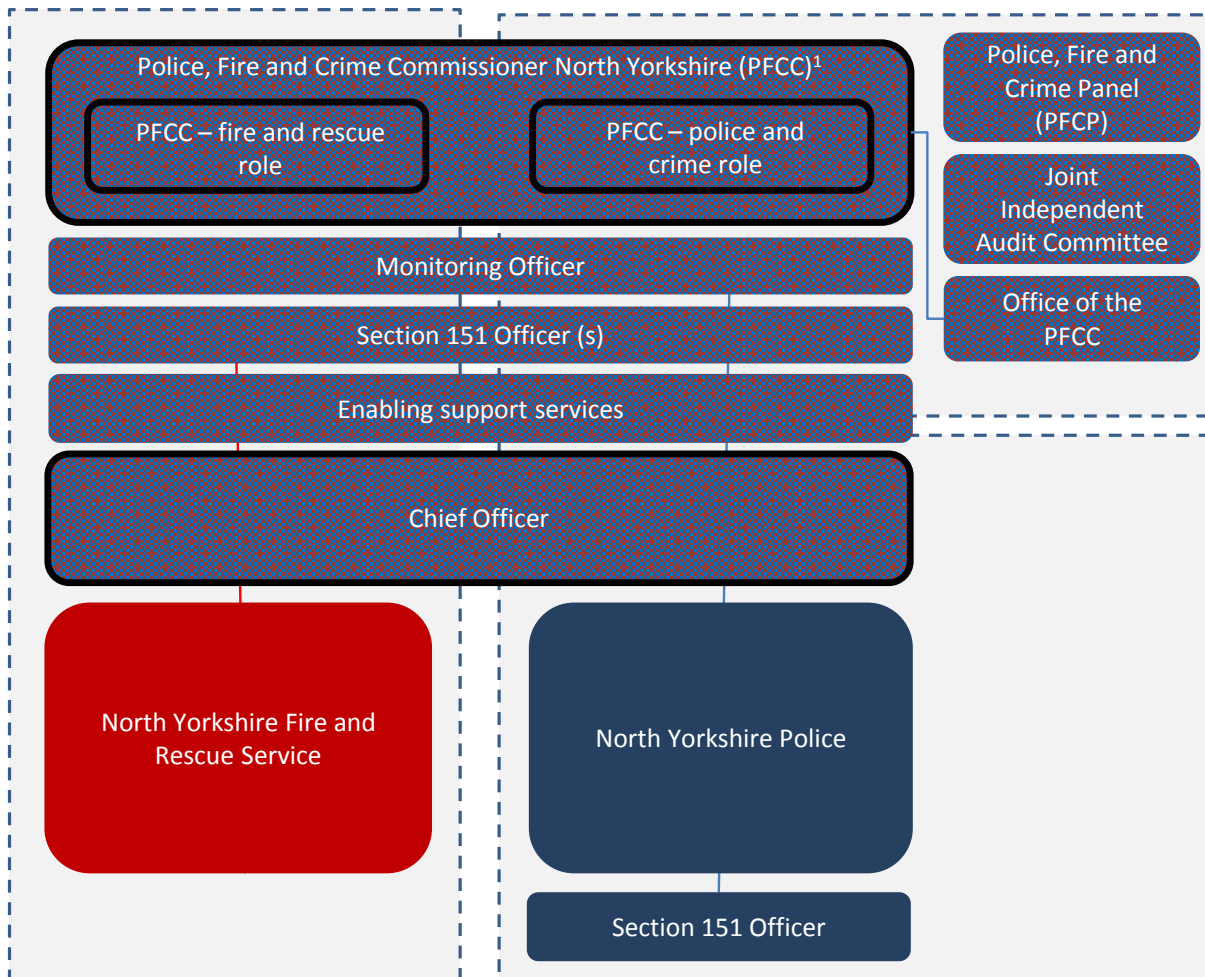 Police, Fire and Crime Commissioner North Yorkshire (PFCC)¹
PFCC – fire and rescue
role
PFCC – police and
crime role
Police, Fire and
Crime Panel
(PFCP)
Joint
Independent
Audit Committee
Office of the
PFCC
Monitoring Officer
Section 151 Officer (s)
Enabling support services
Chief Officer
North Yorkshire Fire and
Rescue Service
North Yorkshire Police
Section 151 Officer